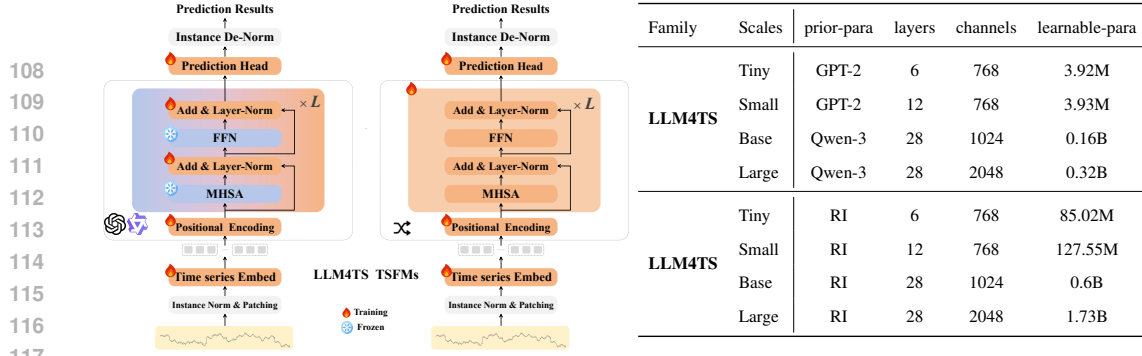 108
109
110
111
112
113
114
115
116
117
Prediction Results
Instance De-Norm
Prediction Head
× L
Add & Layer-Norm
FFN
Add & Layer-Norm
MHSA
Positional Encoding
Time series Embed
Instance Norm & Patching
LLM4TS TSFMs
Training
Frozen
Prediction Results
Instance De-Norm
Prediction Head
× L
Add & Layer-Norm
FFN
Add & Layer-Norm
MHSA
Positional Encoding
Time series Embed
Instance Norm & Patching
Family Scales prior-para layers channels learnable-para
LLM4TS
Tiny GPT-2 6 768 3.92M
Small GPT-2 12 768 3.93M
Base Qwen-3 28 1024 0.16B
Large Qwen-3 28 2048 0.32B
LLM4TS
Tiny RI 6 768 85.02M
Small RI 12 768 127.55M
Base RI 28 1024 0.6B
Large RI 28 2048 1.73B